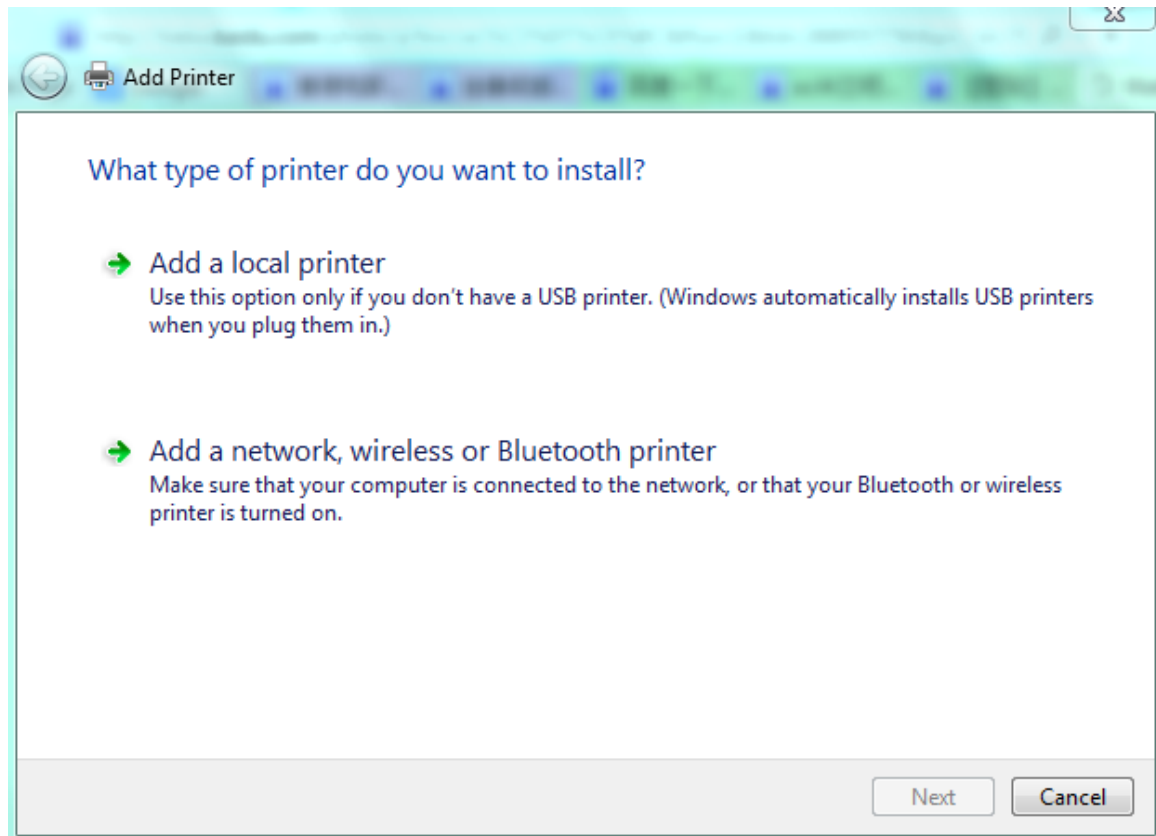 Add Printer
What type of printer do you want to install?
Add a local printer
Use this option only if you don't have a USB printer. (Windows automatically installs USB printers
when you plug them in.)
Add a network, wireless or Bluetooth printer
Make sure that your computer is connected to the network, or that your Bluetooth or wireless
printer is turned on.
Next
Cancel